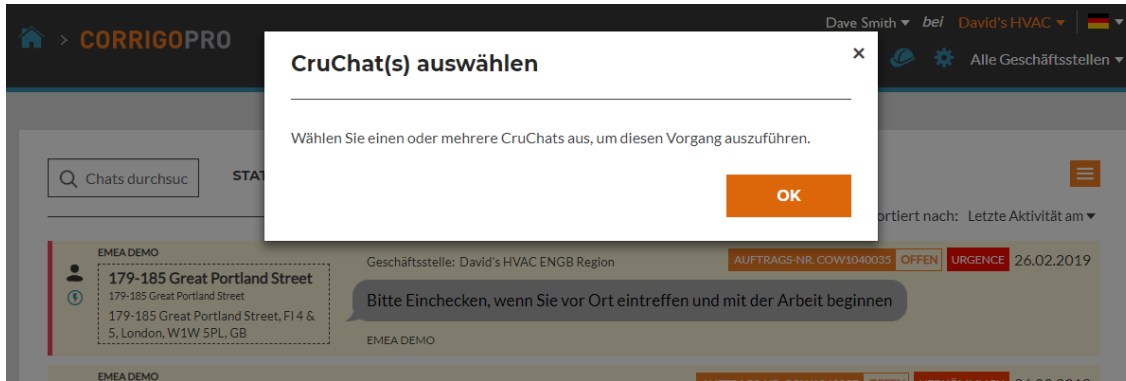 Dave Smith bei David's HVAC
> CORRIGOPRO
Alle Geschäftsstellen
CruChat(s) auswählen
×
Wählen Sie einen oder mehrere CruChats aus, um diesen Vorgang auszuführen.
OK
Chats durchsuc
STAT
ortiert nach: Letzte Aktivität am
EMEA DEMO
179-185 Great Portland Street
179-185 Great Portland Street
179-185 Great Portland Street, Fl 4 &
5, London, W1W 5PL, GB
Geschäftsstelle: David's HVAC ENGB Region
AUFTRAGS-NR. COW1040035 OFFEN URGENCE 26.02.2019
Bitte Einchecken, wenn Sie vor Ort eintreffen und mit der Arbeit beginnen
EMEA DEMO
EMEA DEMO